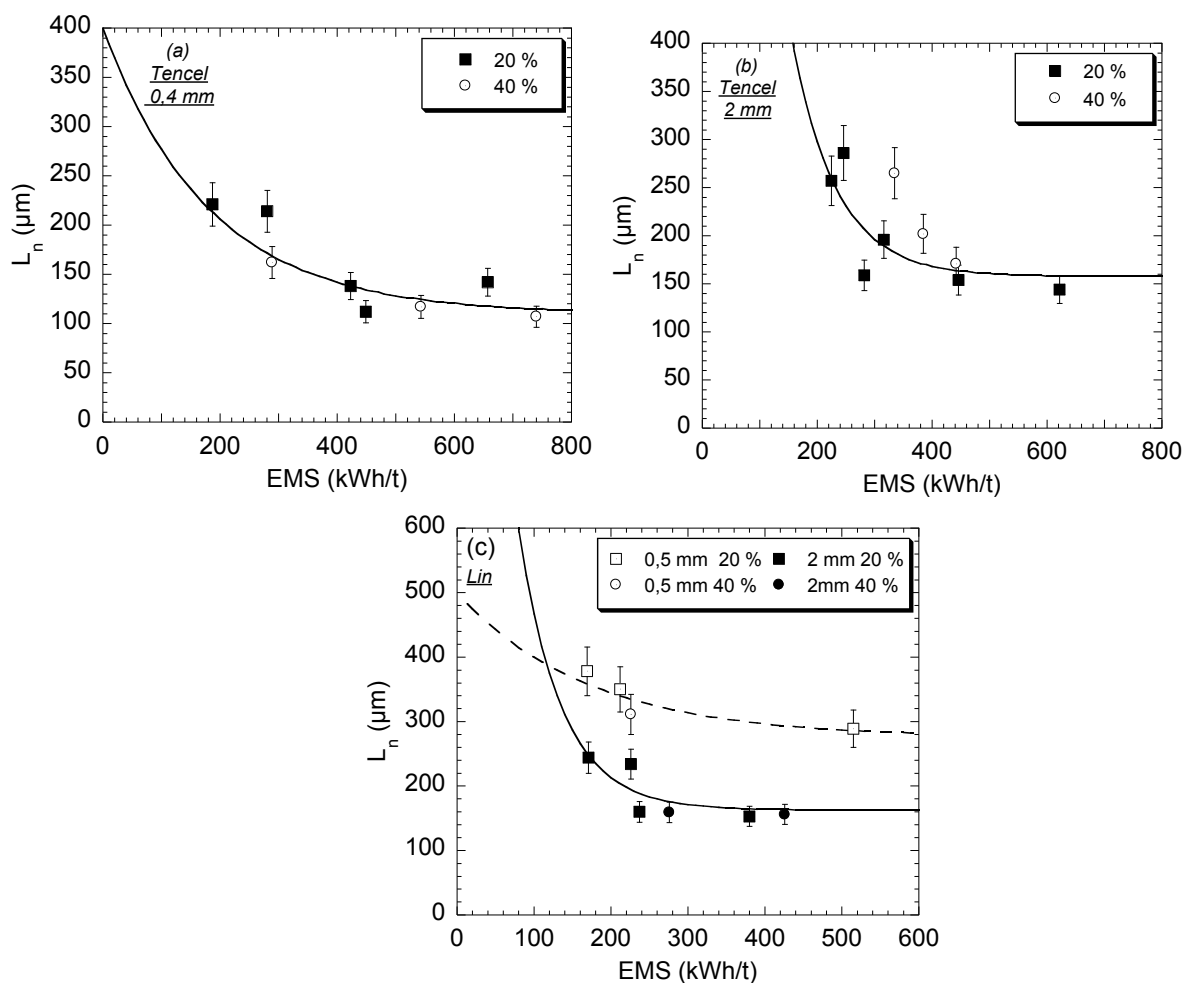 (a)
Tencel
0,4 mm
20 %
40 %
400
350
300
250
200
150
100
50
0
L_n (µm)
0 200 400 600 800
EMS (kWh/t)
(b)
Tencel
2 mm
20 %
40 %
400
350
300
250
200
150
100
50
0
L_n (µm)
0 200 400 600 800
EMS (kWh/t)
(c)
Lin
0,5 mm 20 % 2 mm 20 %
0,5 mm 40 % 2mm 40 %
600
500
400
300
200
100
0
L_n (µm)
0 100 200 300 400 500 600
EMS (kWh/t)